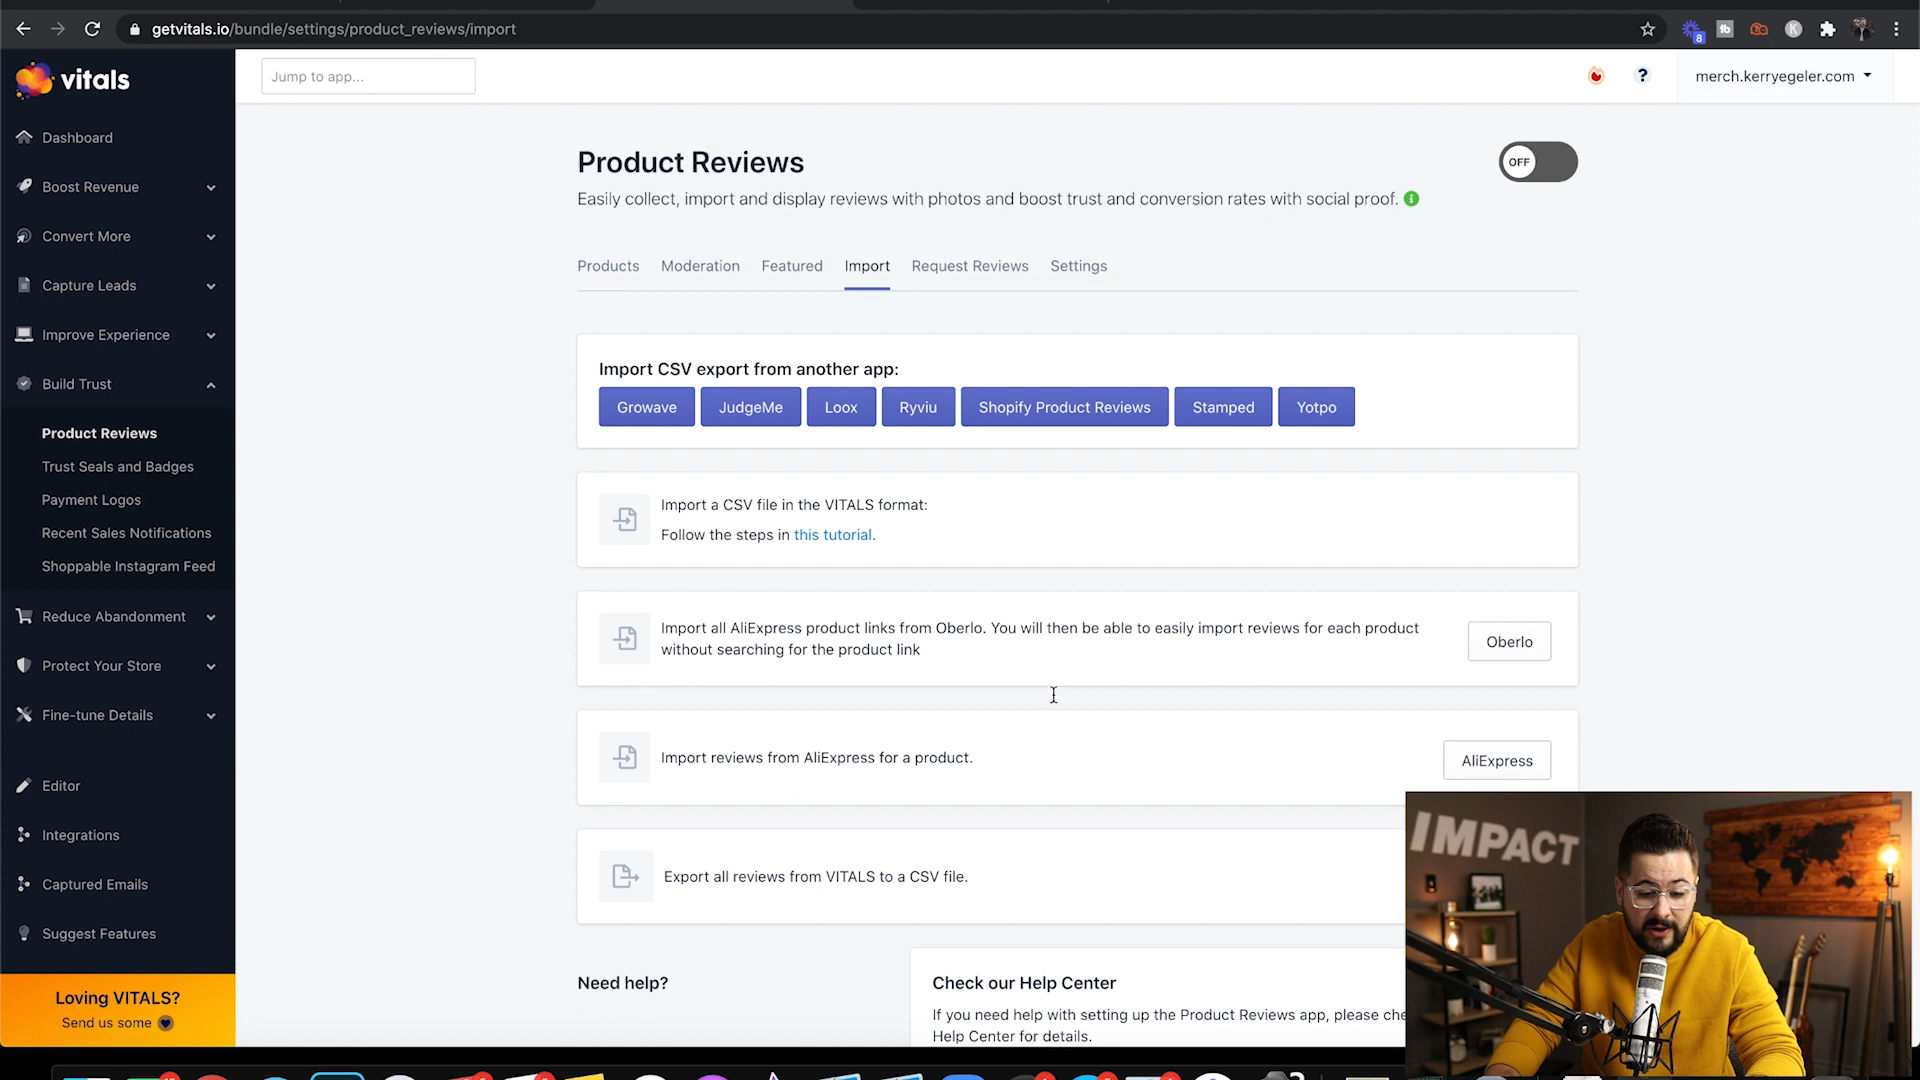 getvitals.io/bundle/settings/product_reviews/import
8
vitals
Jump to app...
?
merch.kerryegeler.com
Dashboard
Boost Revenue
Convert More
Capture Leads
Improve Experience
Build Trust
Product Reviews
Trust Seals and Badges
Payment Logos
Recent Sales Notifications
Shoppable Instagram Feed
Reduce Abandonment
Protect Your Store
Fine-tune Details
Editor
Integrations
Captured Emails
Suggest Features
Loving VITALS?
Send us some
Product Reviews
OFF
Easily collect, import and display reviews with photos and boost trust and conversion rates with social proof.
Products Moderation Featured Import Request Reviews Settings
Import CSV export from another app:
Growave JudgeMe Loox Ryviu Shopify Product Reviews Stamped Yotpo
Import a CSV file in the VITALS format:
Follow the steps in this tutorial.
Import all AliExpress product links from Oberlo. You will then be able to easily import reviews for each product
without searching for the product link
Oberlo
Import reviews from AliExpress for a product.
AliExpress
Export all reviews from VITALS to a CSV file.
Need help?
Check our Help Center
If you need help with setting up the Product Reviews app, please che
Help Center for details.
IMPACT